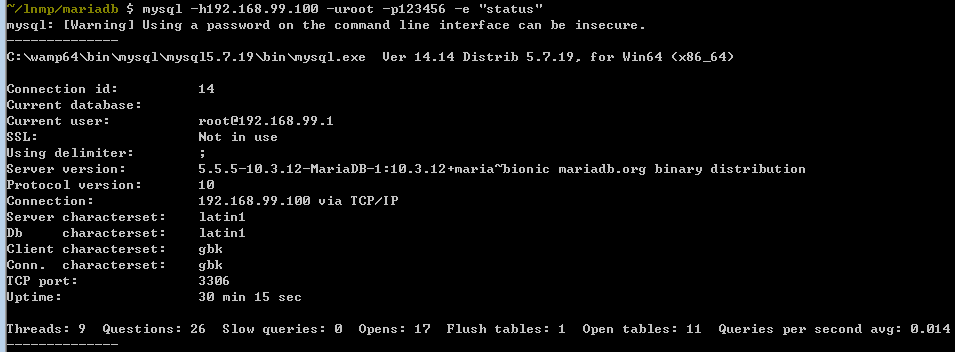 ~/lnmp/mariadb $ mysql -h192.168.99.100 -uroot -p123456 -e "status"
mysql: [Warning] Using a password on the command line interface can be insecure.
--------------
C:\wamp64\bin\mysql\mysql5.7.19\bin\mysql.exe  Ver 14.14 Distrib 5.7.19, for Win64 (x86_64)

Connection id:          14
Current database:
Current user:           root@192.168.99.1
SSL:                    Not in use
Using delimiter:        ;
Server version:         5.5.5-10.3.12-MariaDB-1:10.3.12+maria~bionic mariadb.org binary distribution
Protocol version:       10
Connection:             192.168.99.100 via TCP/IP
Server characterset:    latin1
Db     characterset:    latin1
Client characterset:    gbk
Conn.  characterset:    gbk
TCP port:               3306
Uptime:                 30 min 15 sec

Threads: 9  Questions: 26  Slow queries: 0  Opens: 17  Flush tables: 1  Open tables: 11  Queries per second avg: 0.014
--------------